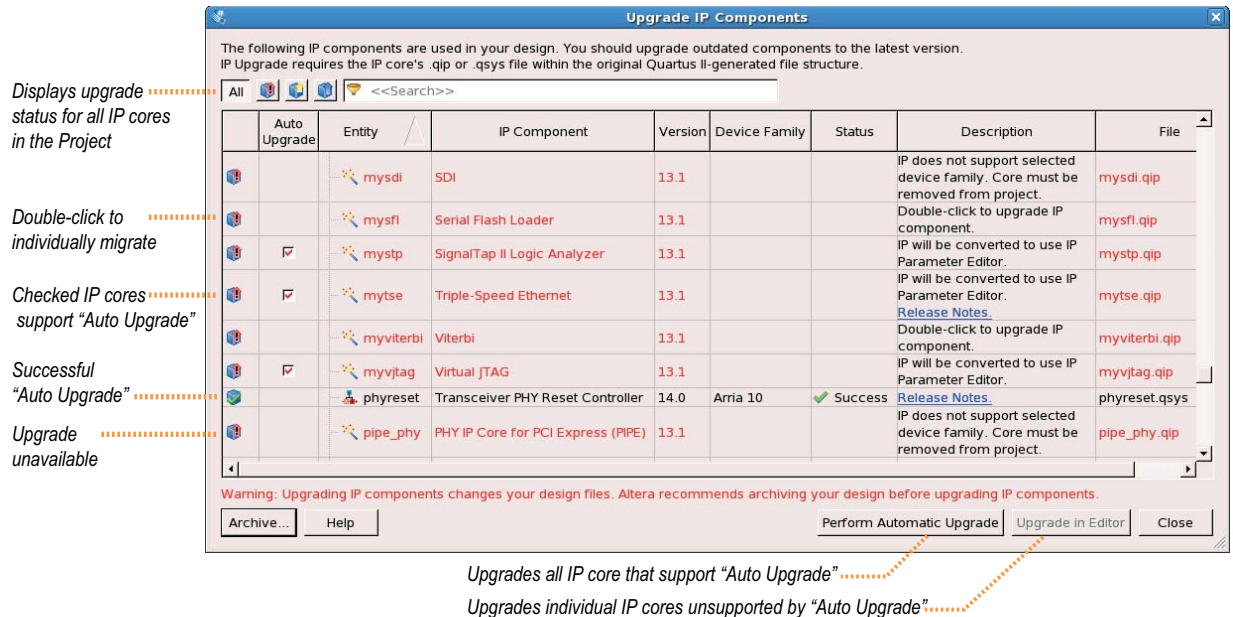 Upgrade IP Components
The following IP components are used in your design. You should upgrade outdated components to the latest version.
IP Upgrade requires the IP core's .qip or .qsys file within the original Quartus II-generated file structure.
Displays upgrade
status for all IP cores
in the Project
All <<Search>>
Auto Upgrade Entity IP Component Version Device Family Status Description File
mysdi SDI 13.1 IP does not support selected device family. Core must be removed from project. mysdi.qip
Double-click to
individually migrate
mysfl Serial Flash Loader 13.1 Double-click to upgrade IP component. mysfl.qip
mystp SignalTap II Logic Analyzer 13.1 IP will be converted to use IP Parameter Editor. mystp.qip
Checked IP cores
support “Auto Upgrade”
mytse Triple-Speed Ethernet 13.1 IP will be converted to use IP Parameter Editor. Release Notes. mytse.qip
myviterbi Viterbi 13.1 Double-click to upgrade IP component. myviterbi.qip
myvjtag Virtual JTAG 13.1 IP will be converted to use IP Parameter Editor. myvjtag.qip
Successful
“Auto Upgrade”
phyreset Transceiver PHY Reset Controller 14.0 Arria 10 Success Release Notes. phyreset.qsys
Upgrade
unavailable
pipe_phy PHY IP Core for PCI Express (PIPE) 13.1 IP does not support selected device family. Core must be removed from project. pipe_phy.qip
Warning: Upgrading IP components changes your design files. Altera recommends archiving your design before upgrading IP components.
Archive... Help Perform Automatic Upgrade Upgrade in Editor Close
Upgrades all IP core that support “Auto Upgrade”
Upgrades individual IP cores unsupported by “Auto Upgrade”